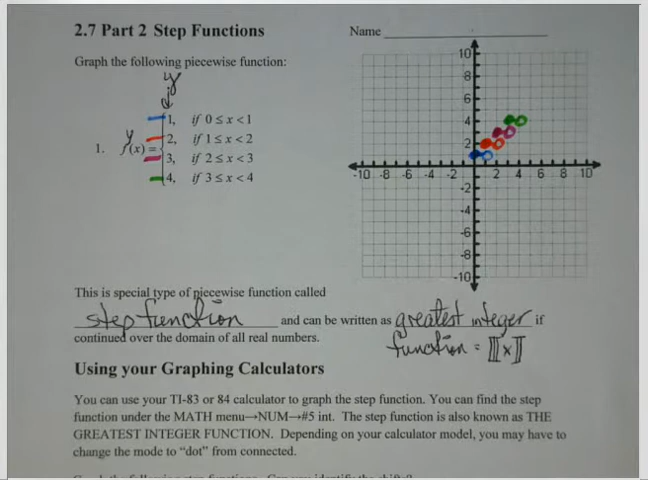 2.7 Part 2 Step Functions
Name
Graph the following piecewise function:
y
1, if 0 ≤ x < 1
y
2, if 1 ≤ x < 2
1. f(x) =
3, if 2 ≤ x < 3
4, if 3 ≤ x < 4
10
8
6
4
2
-10 -8 -6 -4 -2 2 4 6 8 10
-2
-4
-6
-8
-10
This is special type of piecewise function called
step function and can be written as greatest integer if
continued over the domain of all real numbers. function = [[x]]
Using your Graphing Calculators
You can use your TI-83 or 84 calculator to graph the step function. You can find the step
function under the MATH menu→NUM→#5 int. The step function is also known as THE
GREATEST INTEGER FUNCTION. Depending on your calculator model, you may have to
change the mode to “dot” from connected.